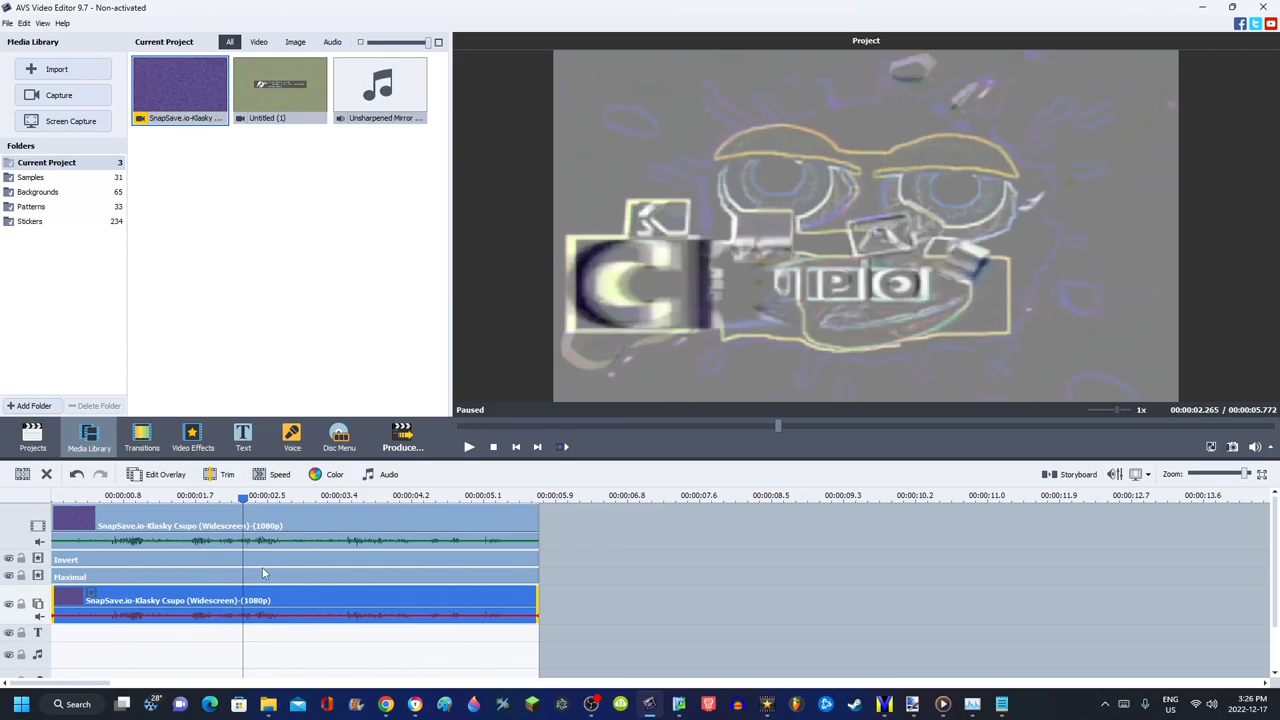 AVS Video Editor 9.7 - Non-activated
File Edit View Help
Media Library
Current Project All Video Image Audio
Project
Import
Capture
Screen Capture
SnapSave.io-Klasky ... Untitled (1) Unsharpened Mirror ...
Folders
Current Project 3
Samples 31
Backgrounds 65
Patterns 33
Stickers 234
K
C P O
Add Folder Delete Folder
Paused 1x 00:00:02.265 / 00:00:05.772
Projects Media Library Transitions Video Effects Text Voice Disc Menu Produce...
Edit Overlay Trim Speed Color Audio Storyboard Zoom:
00:00:00.8 00:00:01.7 00:00:02.5 00:00:03.4 00:00:04.2 00:00:05.1 00:00:05.9 00:00:06.8 00:00:07.6 00:00:08.5 00:00:09.3 00:00:10.2 00:00:11.0 00:00:11.9 00:00:12.7 00:00:13.6
SnapSave.io-Klasky Csupo (Widescreen)-(1080p)
Invert
Maximal
SnapSave.io-Klasky Csupo (Widescreen)-(1080p)
T
Search 28° ENG 3:26 PM
US 2022-12-17